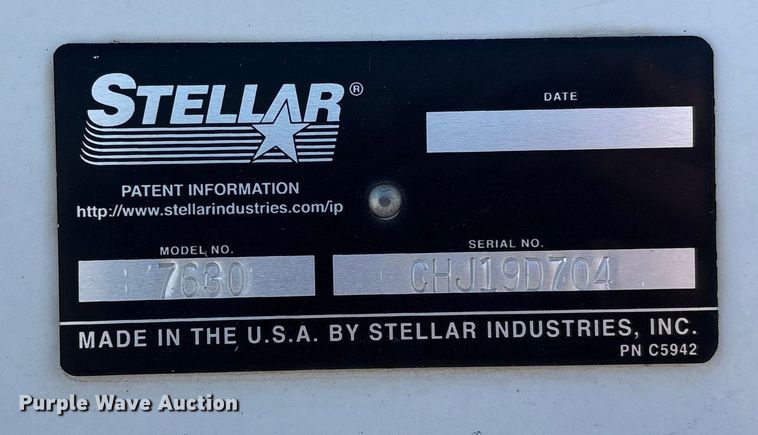 STELLAR®
DATE
PATENT INFORMATION
http://www.stellarindustries.com/ip
MODEL NO.
7630
SERIAL NO.
CHJ19D704
MADE IN THE U.S.A. BY STELLAR INDUSTRIES, INC.
PN C5942
Purple Wave Auction